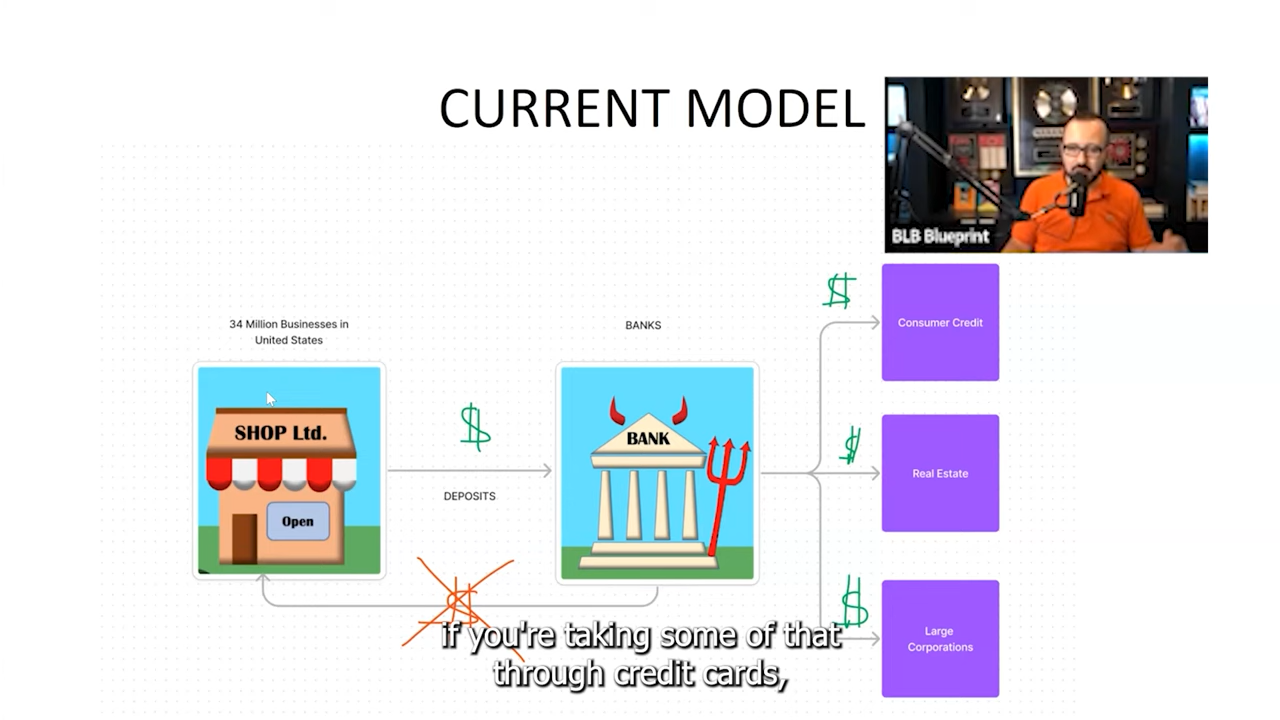 CURRENT MODEL
BLB Blueprint
34 Million Businesses in
United States
BANKS
$
Consumer Credit
SHOP Ltd.
Open
$
DEPOSITS
BANK
$
Real Estate
$
$
Large
Corporations
if you're taking some of that
through credit cards,